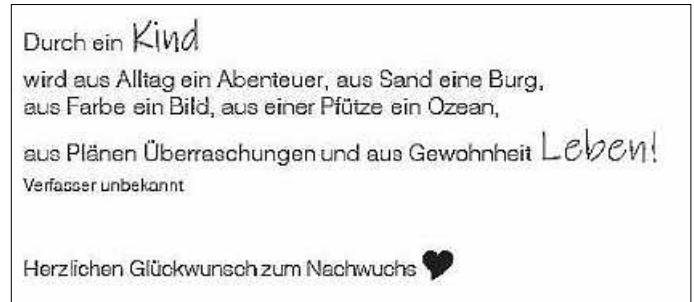 Durch ein Kind
wird aus Alltag ein Abenteuer, aus Sand eine Burg,
aus Farbe ein Bild, aus einer Pfütze ein Ozean,
aus Plänen Überraschungen und aus Gewohnheit Leben!
Verfasser unbekannt
Herzlichen Glückwunsch zum Nachwuchs ♥